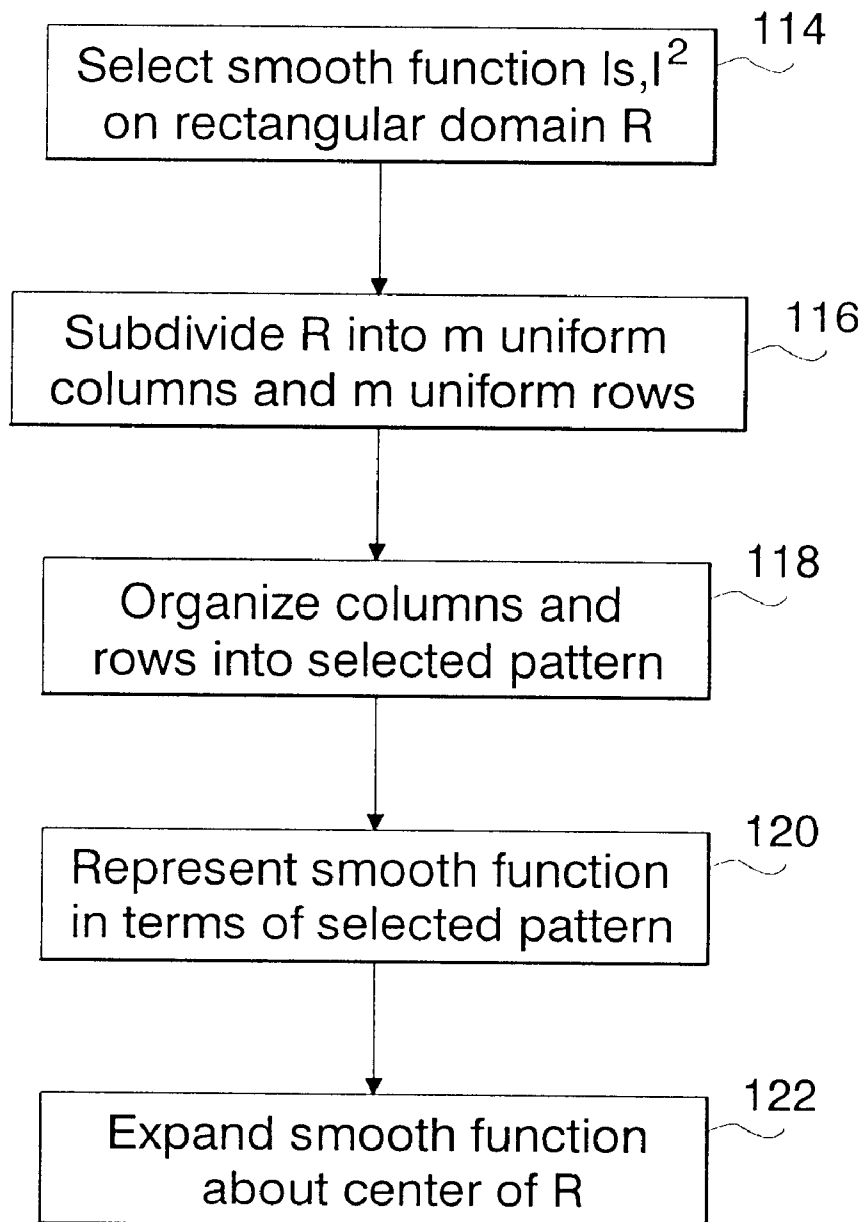 114
Select smooth function ls,l²
on rectangular domain R
116
Subdivide R into m uniform
columns and m uniform rows
118
Organize columns and
rows into selected pattern
120
Represent smooth function
in terms of selected pattern
122
Expand smooth function
about center of R